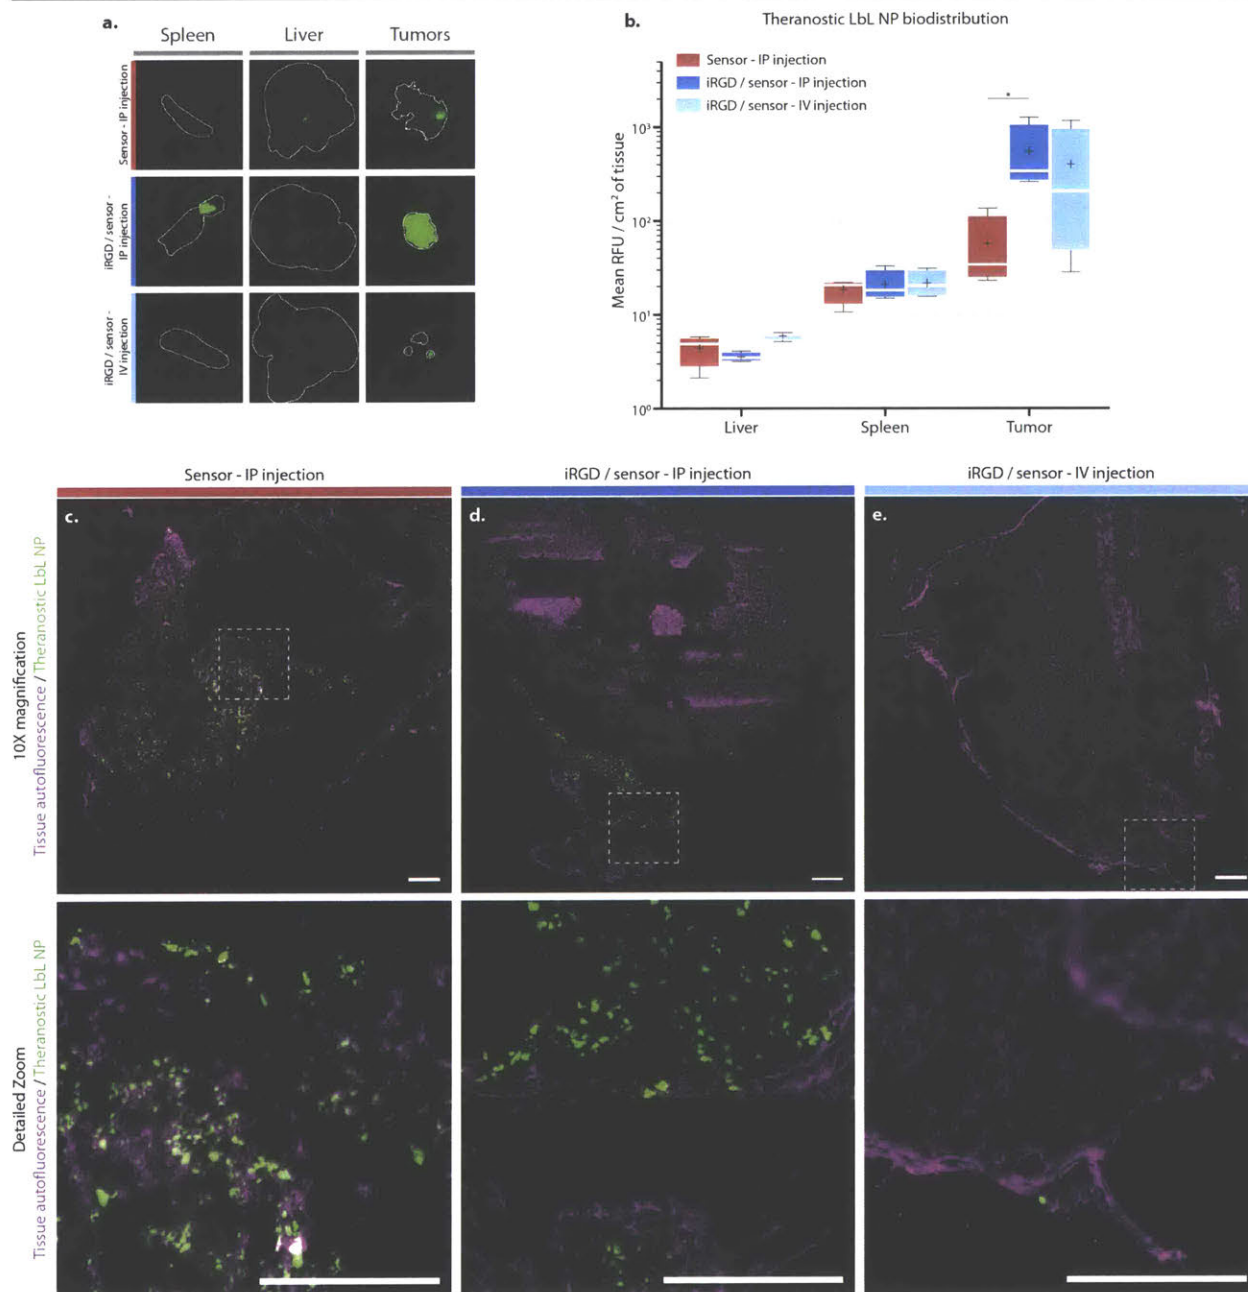 a.
Spleen
Liver
Tumors
Sensor - IP injection
iRGD / sensor -
IP injection
iRGD / sensor -
IV injection
b.
Theranostic LbL NP biodistribution
Sensor - IP injection
iRGD / sensor - IP injection
iRGD / sensor - IV injection
*
Mean RFU / cm² of tissue
10³
10²
10¹
10⁰
Liver
Spleen
Tumor
Sensor - IP injection
iRGD / sensor - IP injection
iRGD / sensor - IV injection
c.
d.
e.
10X magnification
Tissue autofluorescence / Theranostic LbL NP
Detailed Zoom
Tissue autofluorescence / Theranostic LbL NP